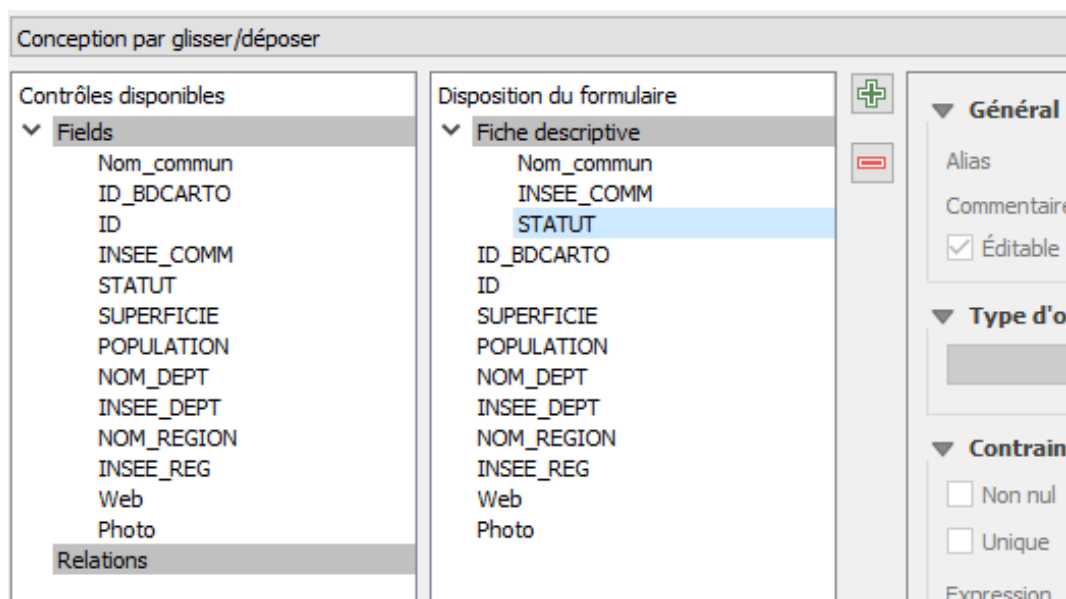 Conception par glisser/déposer
Contrôles disponibles
Fields
Nom_commun
ID_BDCARTO
ID
INSEE_COMM
STATUT
SUPERFICIE
POPULATION
NOM_DEPT
INSEE_DEPT
NOM_REGION
INSEE_REG
Web
Photo
Relations
Disposition du formulaire
Fiche descriptive
Nom_commun
INSEE_COMM
STATUT
ID_BDCARTO
ID
SUPERFICIE
POPULATION
NOM_DEPT
INSEE_DEPT
NOM_REGION
INSEE_REG
Web
Photo
Général
Alias
Commentaire
Éditable
Type d'o
Contrain
Non nul
Unique
Expression